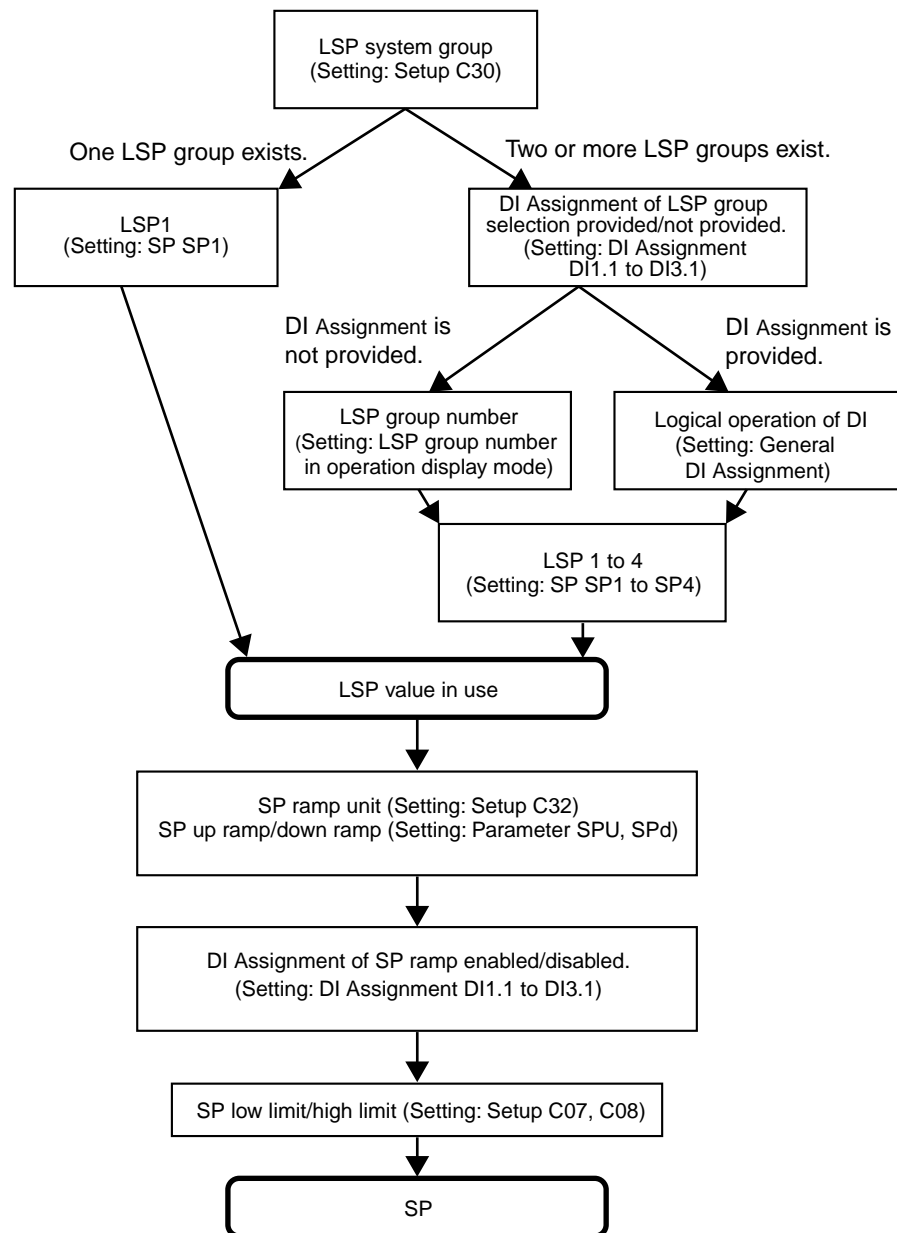 LSP system group
(Setting: Setup C30)
One LSP group exists.
Two or more LSP groups exist.
LSP1
(Setting: SP SP1)
DI Assignment of LSP group
selection provided/not provided.
(Setting: DI Assignment
DI1.1 to DI3.1)
DI Assignment is
not provided.
DI Assignment is
provided.
LSP group number
(Setting: LSP group number
in operation display mode)
Logical operation of DI
(Setting: General
DI Assignment)
LSP 1 to 4
(Setting: SP SP1 to SP4)
LSP value in use
SP ramp unit (Setting: Setup C32)
SP up ramp/down ramp (Setting: Parameter SPU, SPd)
DI Assignment of SP ramp enabled/disabled.
(Setting: DI Assignment DI1.1 to DI3.1)
SP low limit/high limit (Setting: Setup C07, C08)
SP